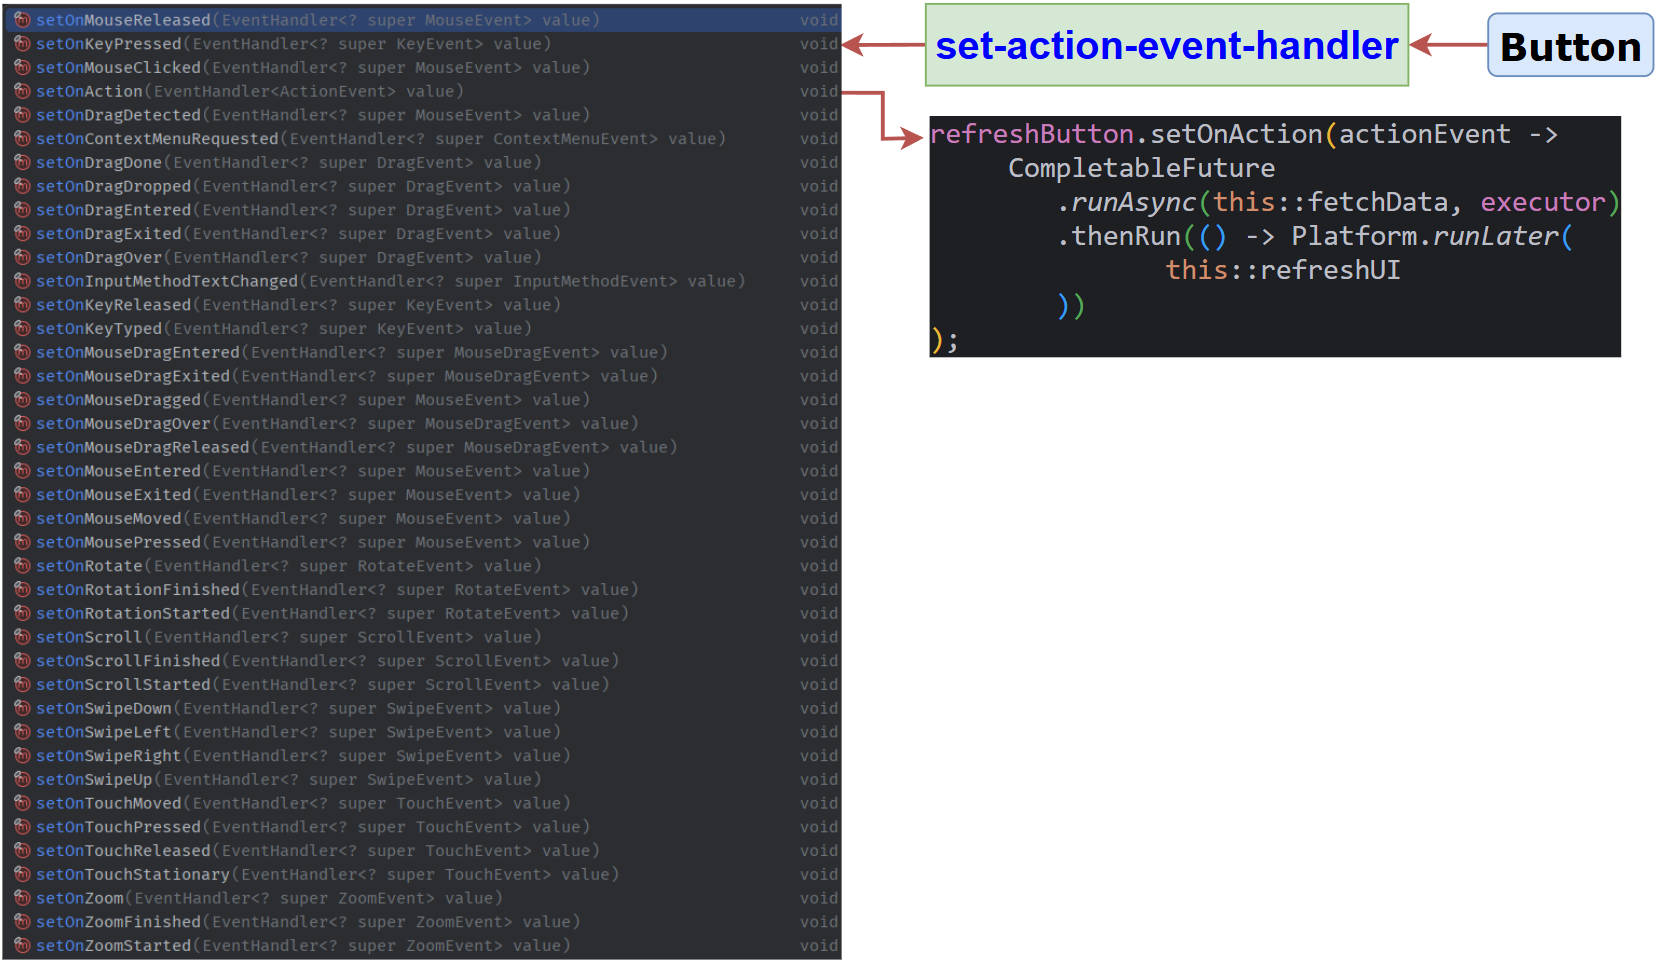 setOnMouseReleased(EventHandler<? super MouseEvent> value) void
setOnKeyPressed(EventHandler<? super KeyEvent> value) void
setOnMouseClicked(EventHandler<? super MouseEvent> value) void
setOnAction(EventHandler<ActionEvent> value) void
setOnDragDetected(EventHandler<? super MouseEvent> value) void
setOnContextMenuRequested(EventHandler<? super ContextMenuEvent> value) void
setOnDragDone(EventHandler<? super DragEvent> value) void
setOnDragDropped(EventHandler<? super DragEvent> value) void
setOnDragEntered(EventHandler<? super DragEvent> value) void
setOnDragExited(EventHandler<? super DragEvent> value) void
setOnDragOver(EventHandler<? super DragEvent> value) void
setOnInputMethodTextChanged(EventHandler<? super InputMethodEvent> value) void
setOnKeyReleased(EventHandler<? super KeyEvent> value) void
setOnKeyTyped(EventHandler<? super KeyEvent> value) void
setOnMouseDragEntered(EventHandler<? super MouseDragEvent> value) void
setOnMouseDragExited(EventHandler<? super MouseDragEvent> value) void
setOnMouseDragged(EventHandler<? super MouseEvent> value) void
setOnMouseDragOver(EventHandler<? super MouseDragEvent> value) void
setOnMouseDragReleased(EventHandler<? super MouseDragEvent> value) void
setOnMouseEntered(EventHandler<? super MouseEvent> value) void
setOnMouseExited(EventHandler<? super MouseEvent> value) void
setOnMouseMoved(EventHandler<? super MouseEvent> value) void
setOnMousePressed(EventHandler<? super MouseEvent> value) void
setOnRotate(EventHandler<? super RotateEvent> value) void
setOnRotationFinished(EventHandler<? super RotateEvent> value) void
setOnRotationStarted(EventHandler<? super RotateEvent> value) void
setOnScroll(EventHandler<? super ScrollEvent> value) void
setOnScrollFinished(EventHandler<? super ScrollEvent> value) void
setOnScrollStarted(EventHandler<? super ScrollEvent> value) void
setOnSwipeDown(EventHandler<? super SwipeEvent> value) void
setOnSwipeLeft(EventHandler<? super SwipeEvent> value) void
setOnSwipeRight(EventHandler<? super SwipeEvent> value) void
setOnSwipeUp(EventHandler<? super SwipeEvent> value) void
setOnTouchMoved(EventHandler<? super TouchEvent> value) void
setOnTouchPressed(EventHandler<? super TouchEvent> value) void
setOnTouchReleased(EventHandler<? super TouchEvent> value) void
setOnTouchStationary(EventHandler<? super TouchEvent> value) void
setOnZoom(EventHandler<? super ZoomEvent> value) void
setOnZoomFinished(EventHandler<? super ZoomEvent> value) void
setOnZoomStarted(EventHandler<? super ZoomEvent> value) void
set-action-event-handler
Button
refreshButton.setOnAction(actionEvent ->
CompletableFuture
.runAsync(this::fetchData, executor)
.thenRun(() -> Platform.runLater(
this::refreshUI
))
);